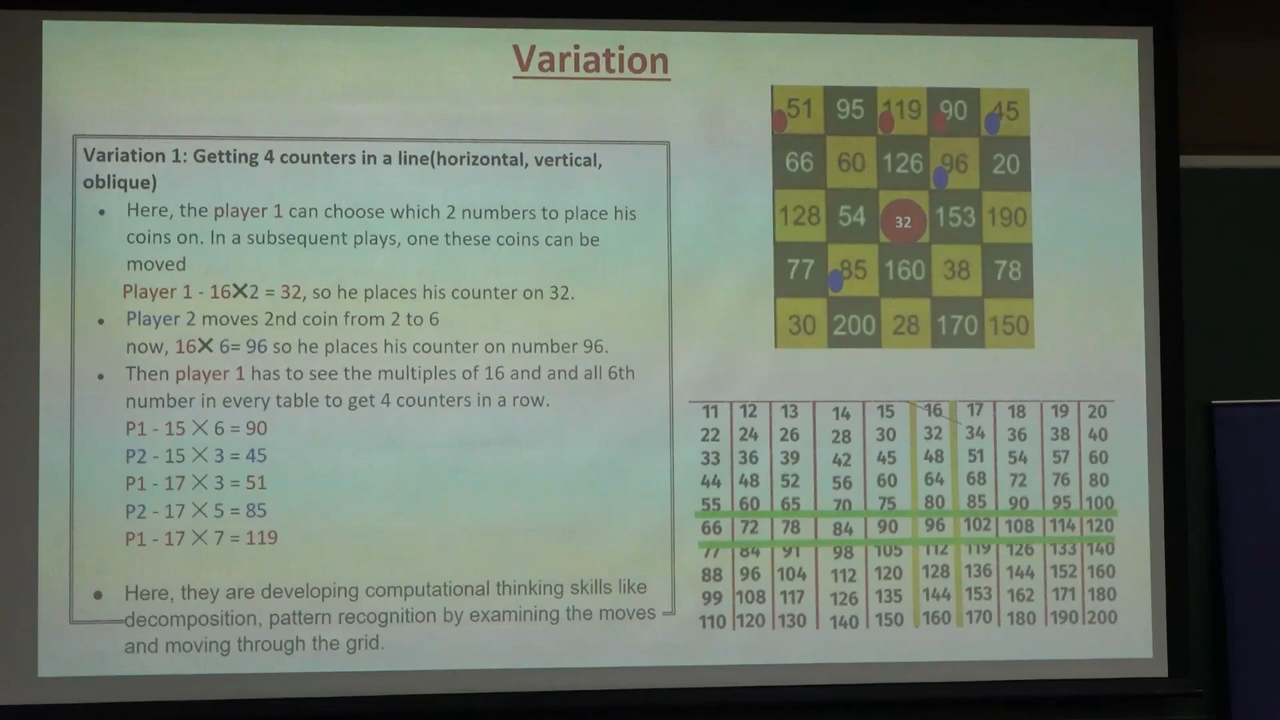 Variation
Variation 1: Getting 4 counters in a line(horizontal, vertical,
oblique)
• Here, the player 1 can choose which 2 numbers to place his
coins on. In a subsequent plays, one these coins can be
moved
Player 1 - 16×2 = 32, so he places his counter on 32.
• Player 2 moves 2nd coin from 2 to 6
now, 16× 6= 96 so he places his counter on number 96.
• Then player 1 has to see the multiples of 16 and and all 6th
number in every table to get 4 counters in a row.
P1 - 15 × 6 = 90
P2 - 15 × 3 = 45
P1 - 17 × 3 = 51
P2 - 17 × 5 = 85
P1 - 17 × 7 = 119
• Here, they are developing computational thinking skills like
decomposition, pattern recognition by examining the moves
and moving through the grid.
51 95 119 90 45
66 60 126 96 20
128 54 32 153 190
77 85 160 38 78
30 200 28 170 150
11 12 13 14 15 16 17 18 19 20
22 24 26 28 30 32 34 36 38 40
33 36 39 42 45 48 51 54 57 60
44 48 52 56 60 64 68 72 76 80
55 60 65 70 75 80 85 90 95 100
66 72 78 84 90 96 102 108 114 120
77 84 91 98 105 112 119 126 133 140
88 96 104 112 120 128 136 144 152 160
99 108 117 126 135 144 153 162 171 180
110 120 130 140 150 160 170 180 190 200